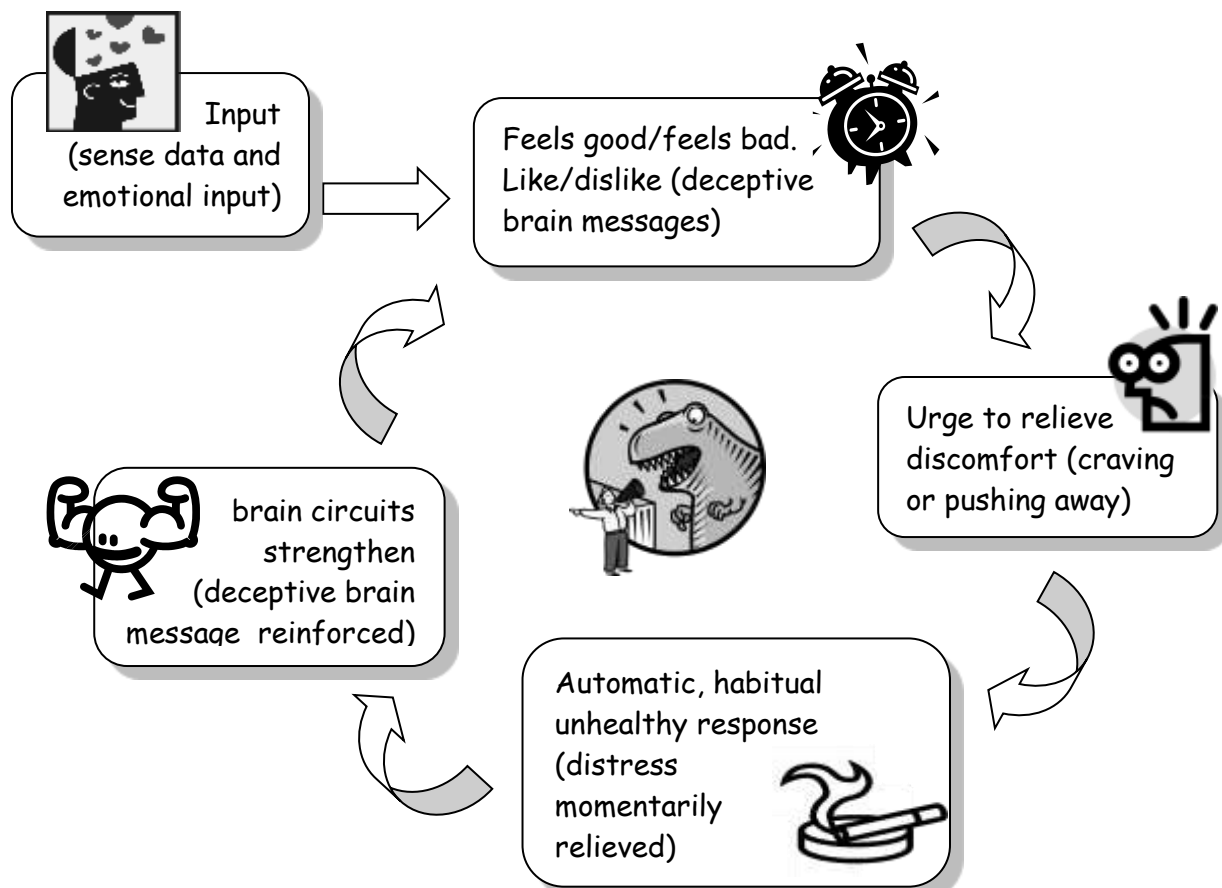 Input
(sense data and
emotional input)
Feels good/feels bad.
Like/dislike (deceptive
brain messages)
Urge to relieve
discomfort (craving
or pushing away)
Automatic, habitual
unhealthy response
(distress
momentarily
relieved)
brain circuits
strengthen
(deceptive brain
message reinforced)